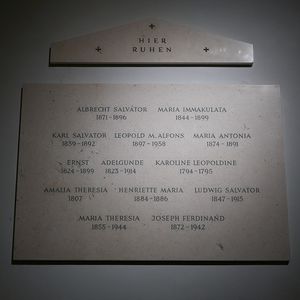 HIER
RUHEN
ALBRECHT SALVATOR MARIA IMMAKULATA
1871-1896 1844-1899
KARL SALVATOR LEOPOLD M. ALFONS MARIA ANTONIA
1839-1892 1897-1958 1874-1891
ERNST ADELGUNDE KAROLINE LEOPOLDINE
1824-1899 1823-1914 1794-1795
AMALIA THERESIA HENRIETTE MARIA LUDWIG SALVATOR
1807 1884-1886 1847-1915
MARIA THERESIA JOSEPH FERDINAND
1855-1944 1872-1942